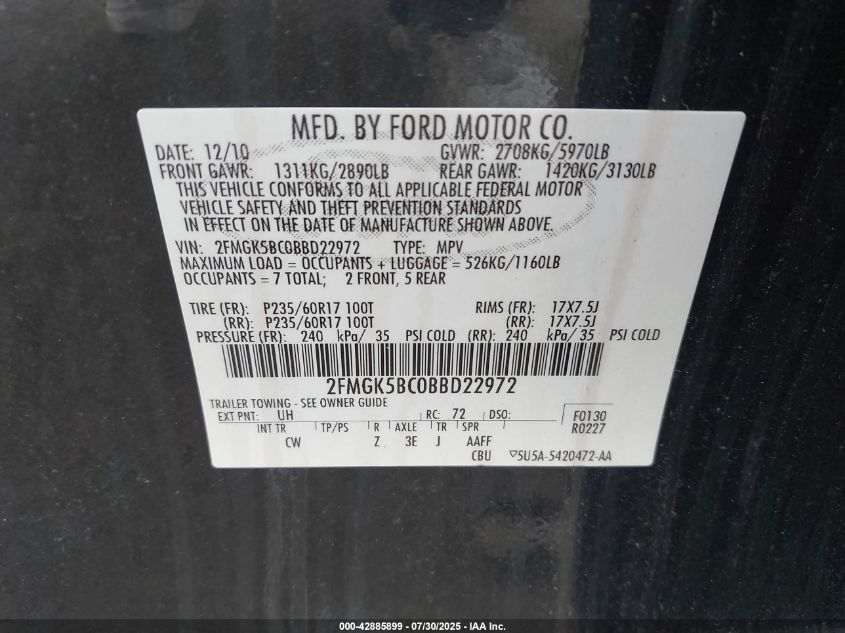 MFD. BY FORD MOTOR CO.
DATE: 12/10 GVWR: 2708KG/5970LB
FRONT GAWR: 1311KG/2890LB REAR GAWR: 1420KG/3130LB
THIS VEHICLE CONFORMS TO ALL APPLICABLE FEDERAL MOTOR
VEHICLE SAFETY AND THEFT PREVENTION STANDARDS
IN EFFECT ON THE DATE OF MANUFACTURE SHOWN ABOVE.
VIN: 2FMGK5BC0BBD22972 TYPE: MPV
MAXIMUM LOAD = OCCUPANTS + LUGGAGE = 526KG/1160LB
OCCUPANTS = 7 TOTAL; 2 FRONT, 5 REAR
TIRE (FR): P235/60R17 100T RIMS (FR): 17X7.5J
(RR): P235/60R17 100T (RR): 17X7.5J
PRESSURE (FR): 240 kPa/ 35 PSI COLD (RR): 240 kPa/ 35 PSI COLD
2FMGK5BC0BBD22972
TRAILER TOWING - SEE OWNER GUIDE
EXT PNT: UH RC: 72 DSO: F0130
INT TR TP/PS R AXLE TR SPR R0227
CW Z 3E J AAFF
CBU 5U5A-5420472-AA
000-42885899 - 07/30/2025 - IAA Inc.